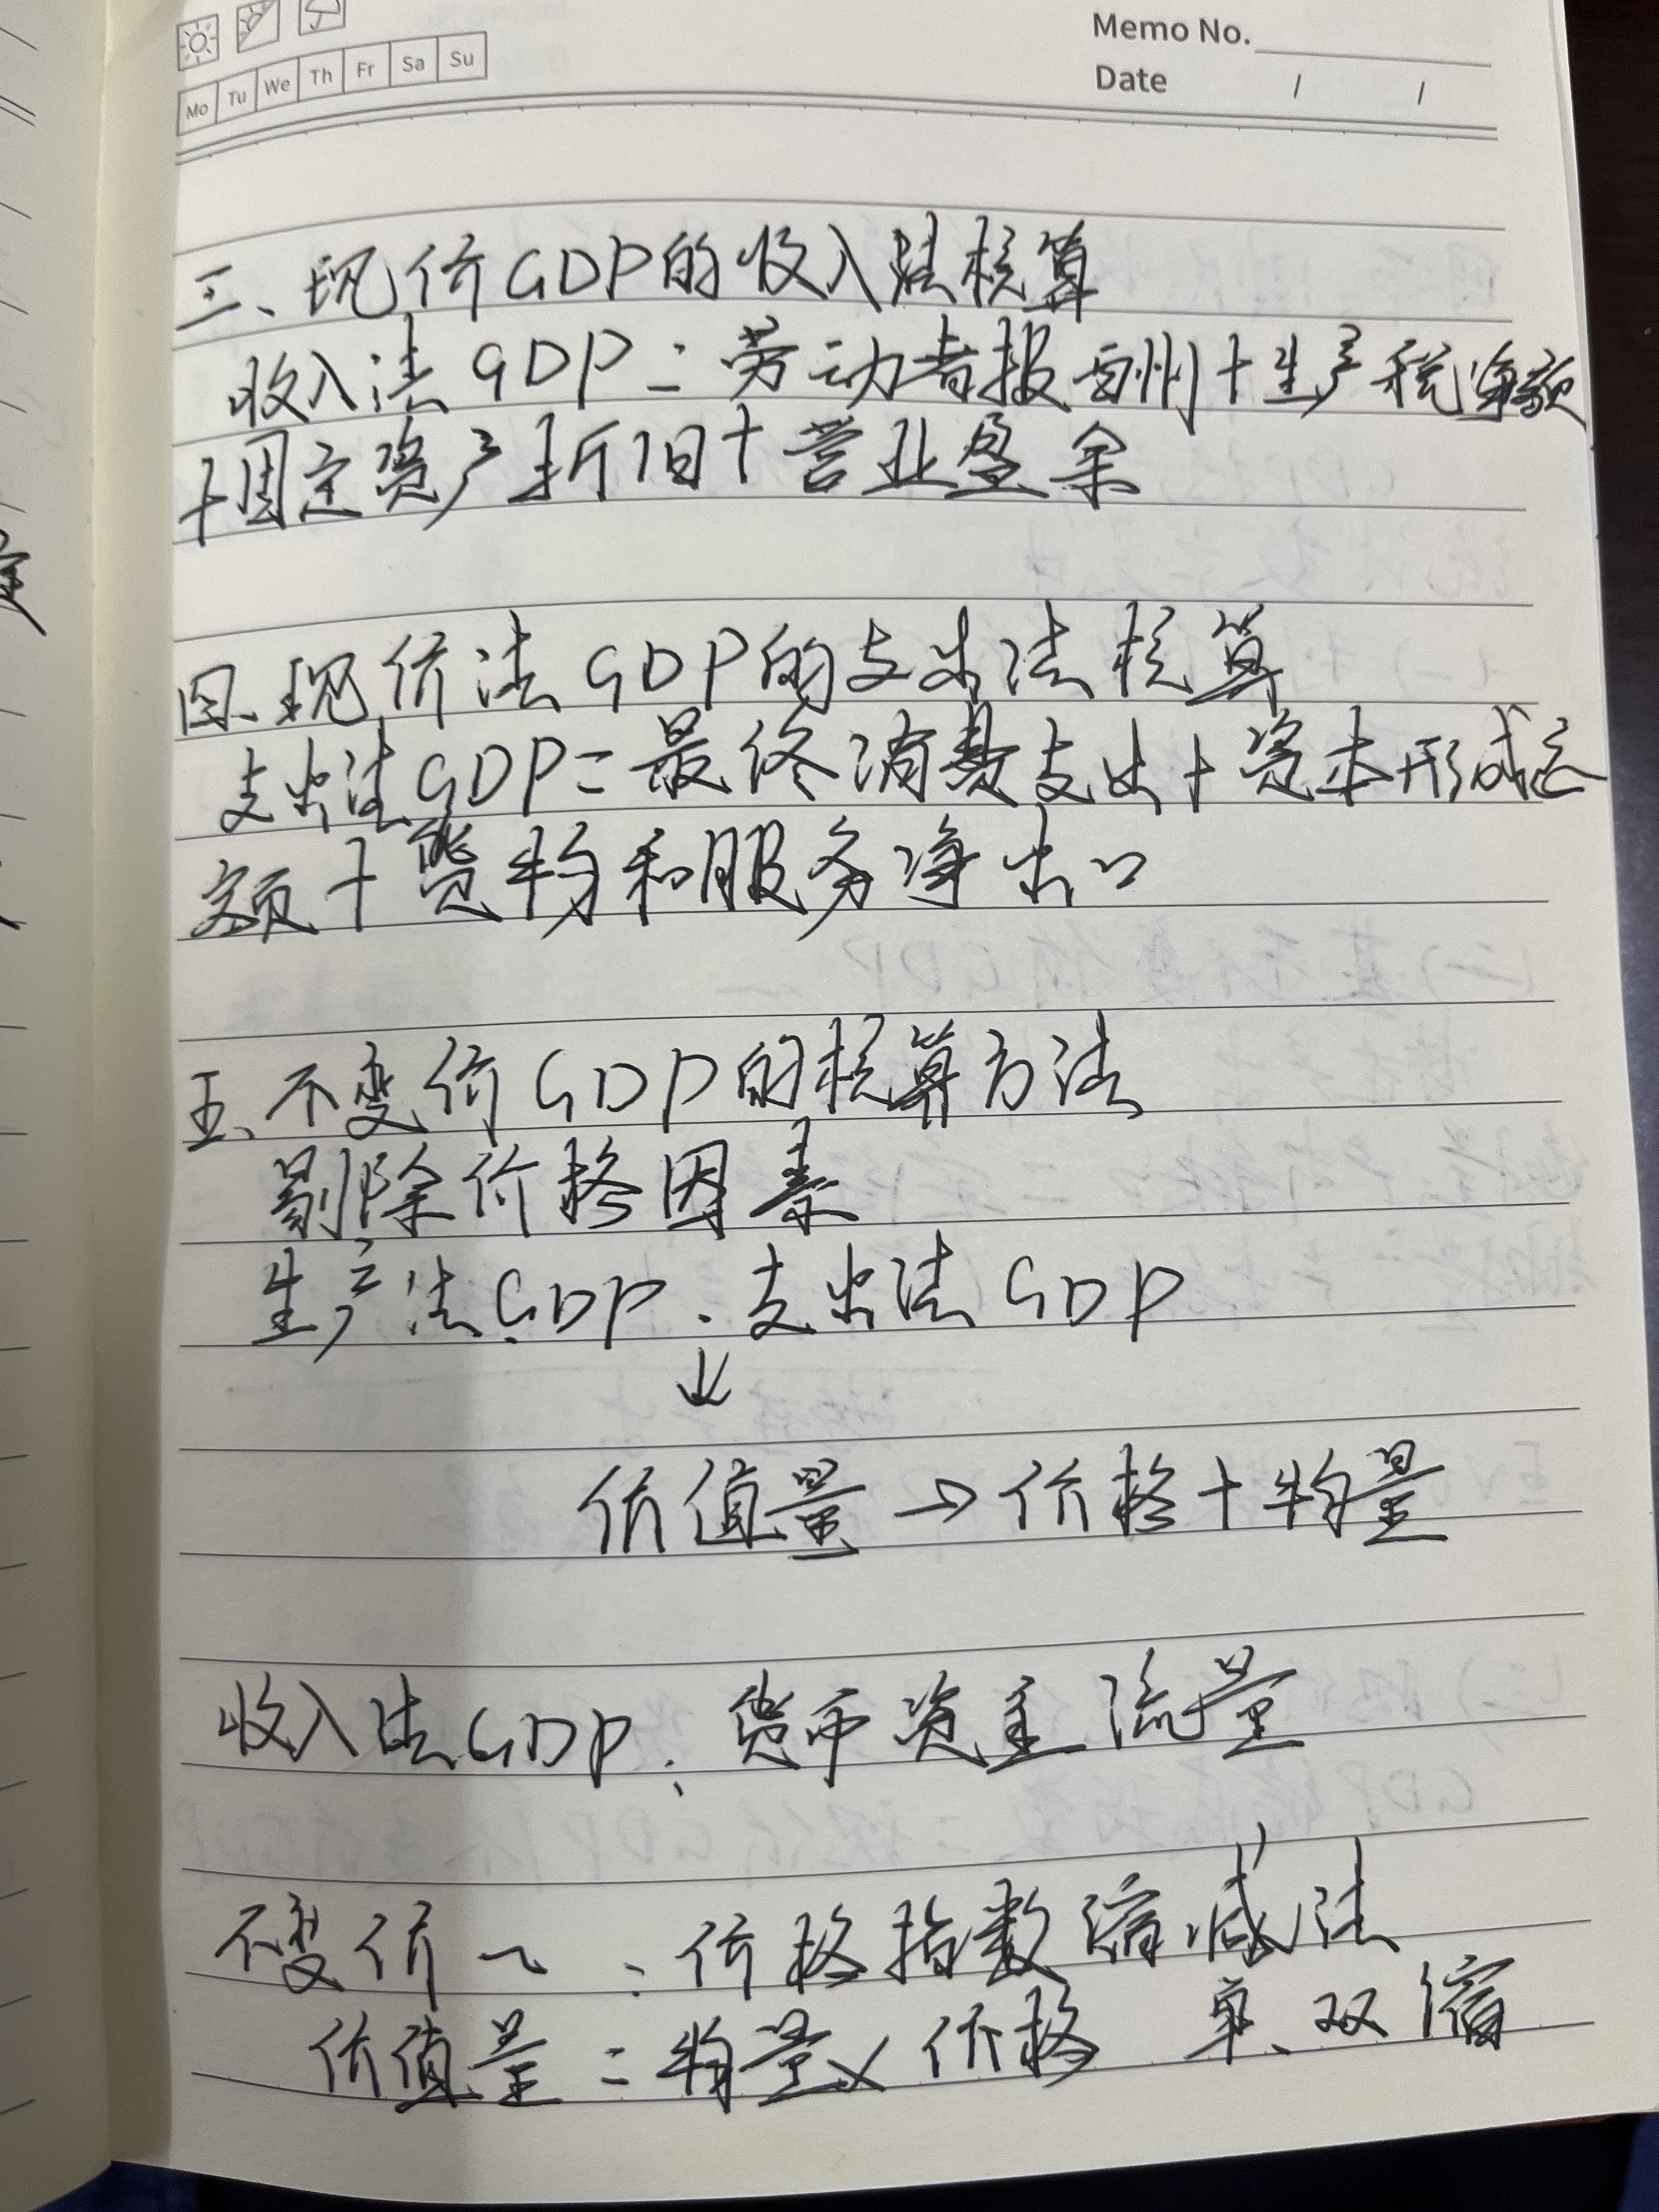 Memo No.
Mo Tu We Th Fr Sa Su
Date / /
三、现价GDP的收入法核算
收入法GDP=劳动者报酬+生产税净额
+固定资产折旧+营业盈余
四、现价法GDP的支出法核算
支出法GDP=最终消费支出+资本形成总
额+货物和服务净出口
五、不变价GDP的核算方法
剔除价格因素
生产法GDP、支出法GDP
↓
价值量→价格+物量
收入法GDP:货币资主流量
不变价~:价格指数缩减法
价值量=物量×价格 单、双缩